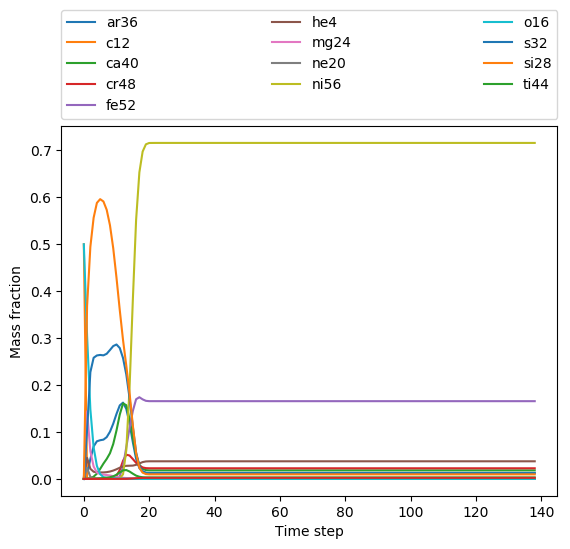 ar36 he4 o16
c12 mg24 s32
ca40 ne20 si28
cr48 ni56 ti44
fe52
0.7
0.6
0.5
0.4
0.3
0.2
0.1
0.0
Mass fraction
0 20 40 60 80 100 120 140
Time step